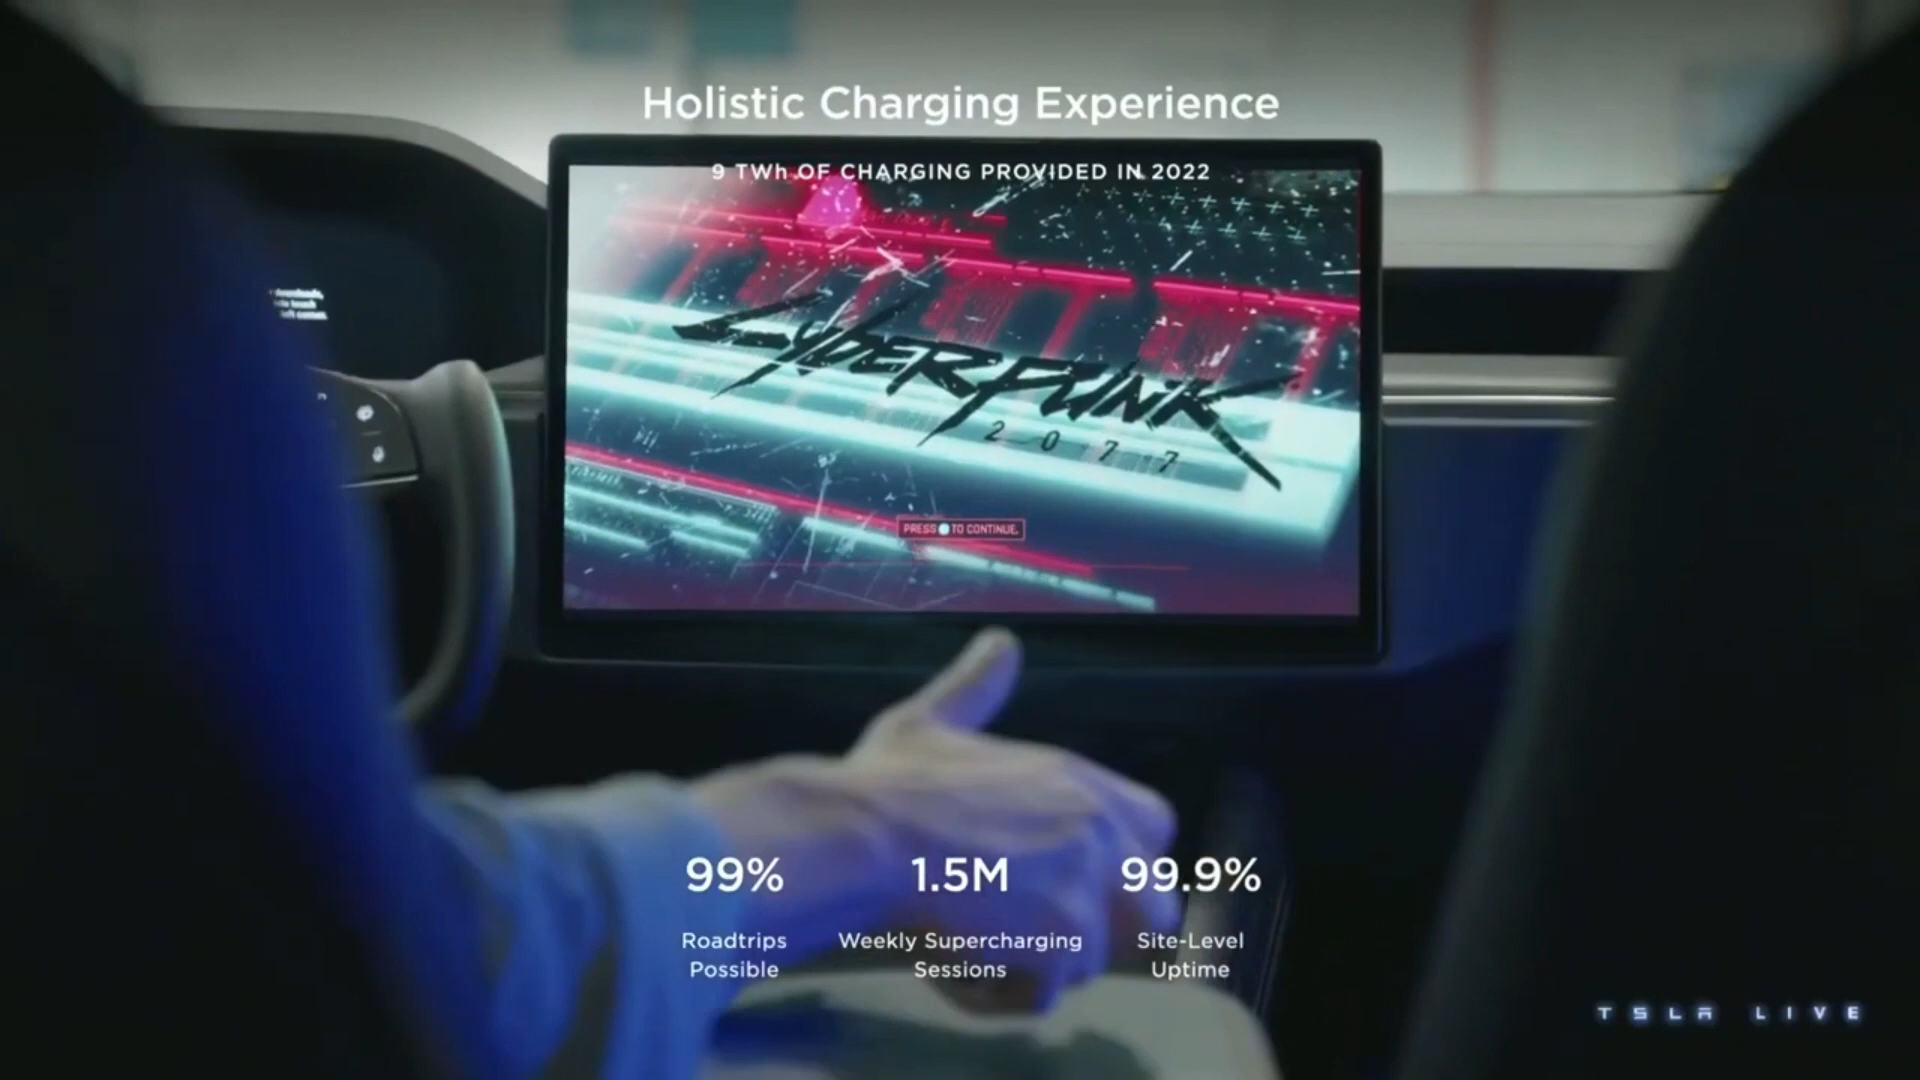 Holistic Charging Experience
9 TWh OF CHARGING PROVIDED IN 2022
CYBERPUNK
2077
PRESS TO CONTINUE.
99%
Roadtrips
Possible
1.5M
Weekly Supercharging
Sessions
99.9%
Site-Level
Uptime
TSLA LIVE